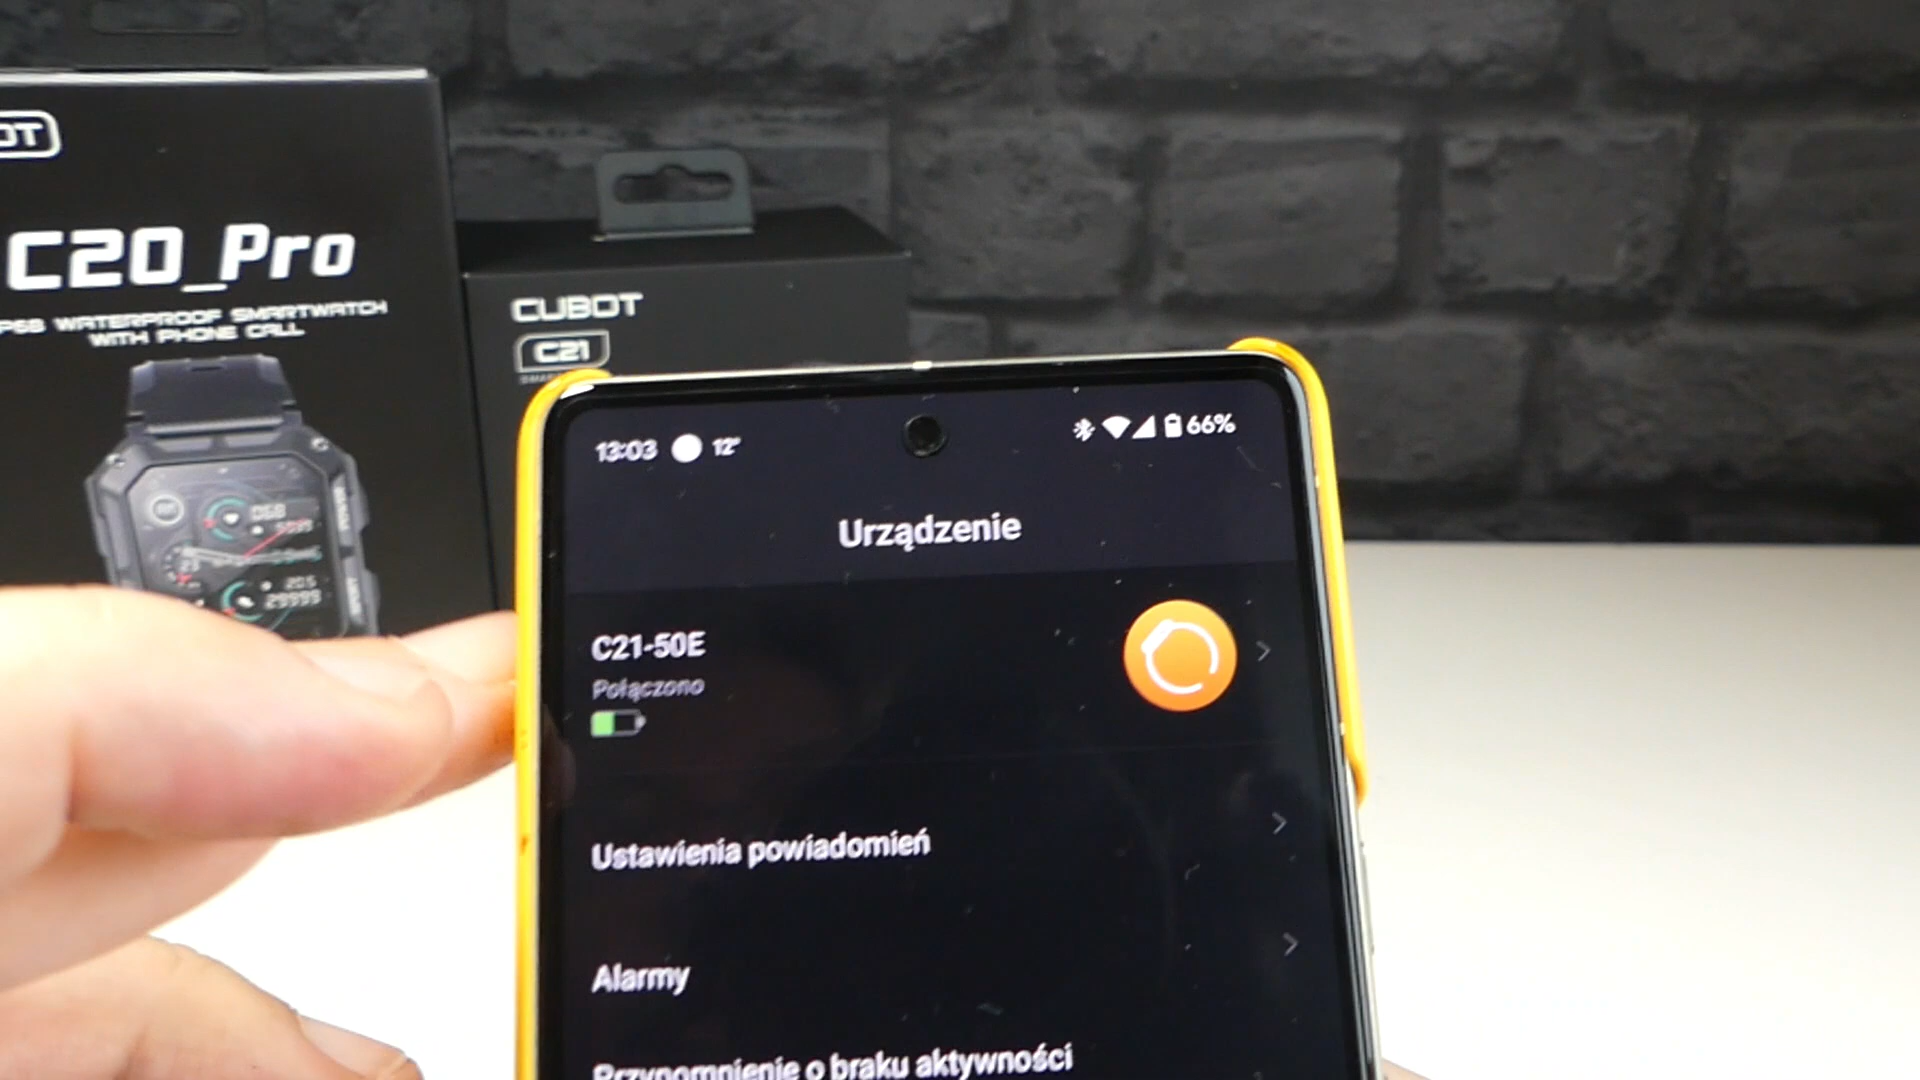 C20_Pro
WATERPROOF SMARTWATCH
WITH PHONE CALL
CUBOT
C21
13:03 12°
66%
Urządzenie
C21-50E
Połączono
Ustawienia powiadomień
Alarmy
Przypomnienie o braku aktywności